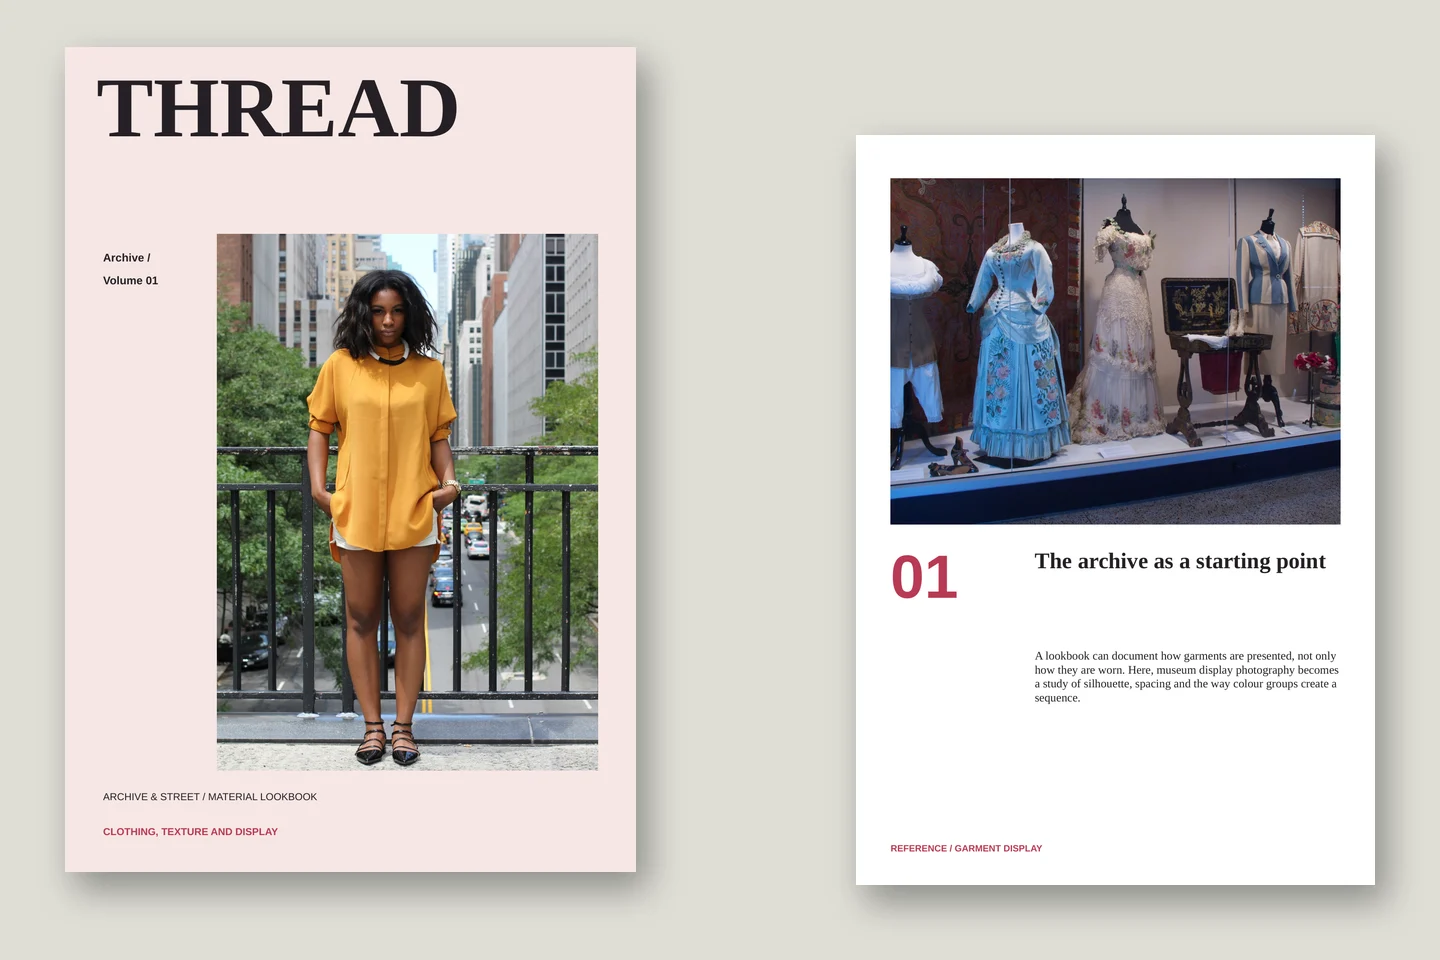 THREAD
Archive /
Volume 01
ARCHIVE & STREET / MATERIAL LOOKBOOK
CLOTHING, TEXTURE AND DISPLAY
01
The archive as a starting point
A lookbook can document how garments are presented, not only
how they are worn. Here, museum display photography becomes
a study of silhouette, spacing and the way colour groups create a
sequence.
REFERENCE / GARMENT DISPLAY